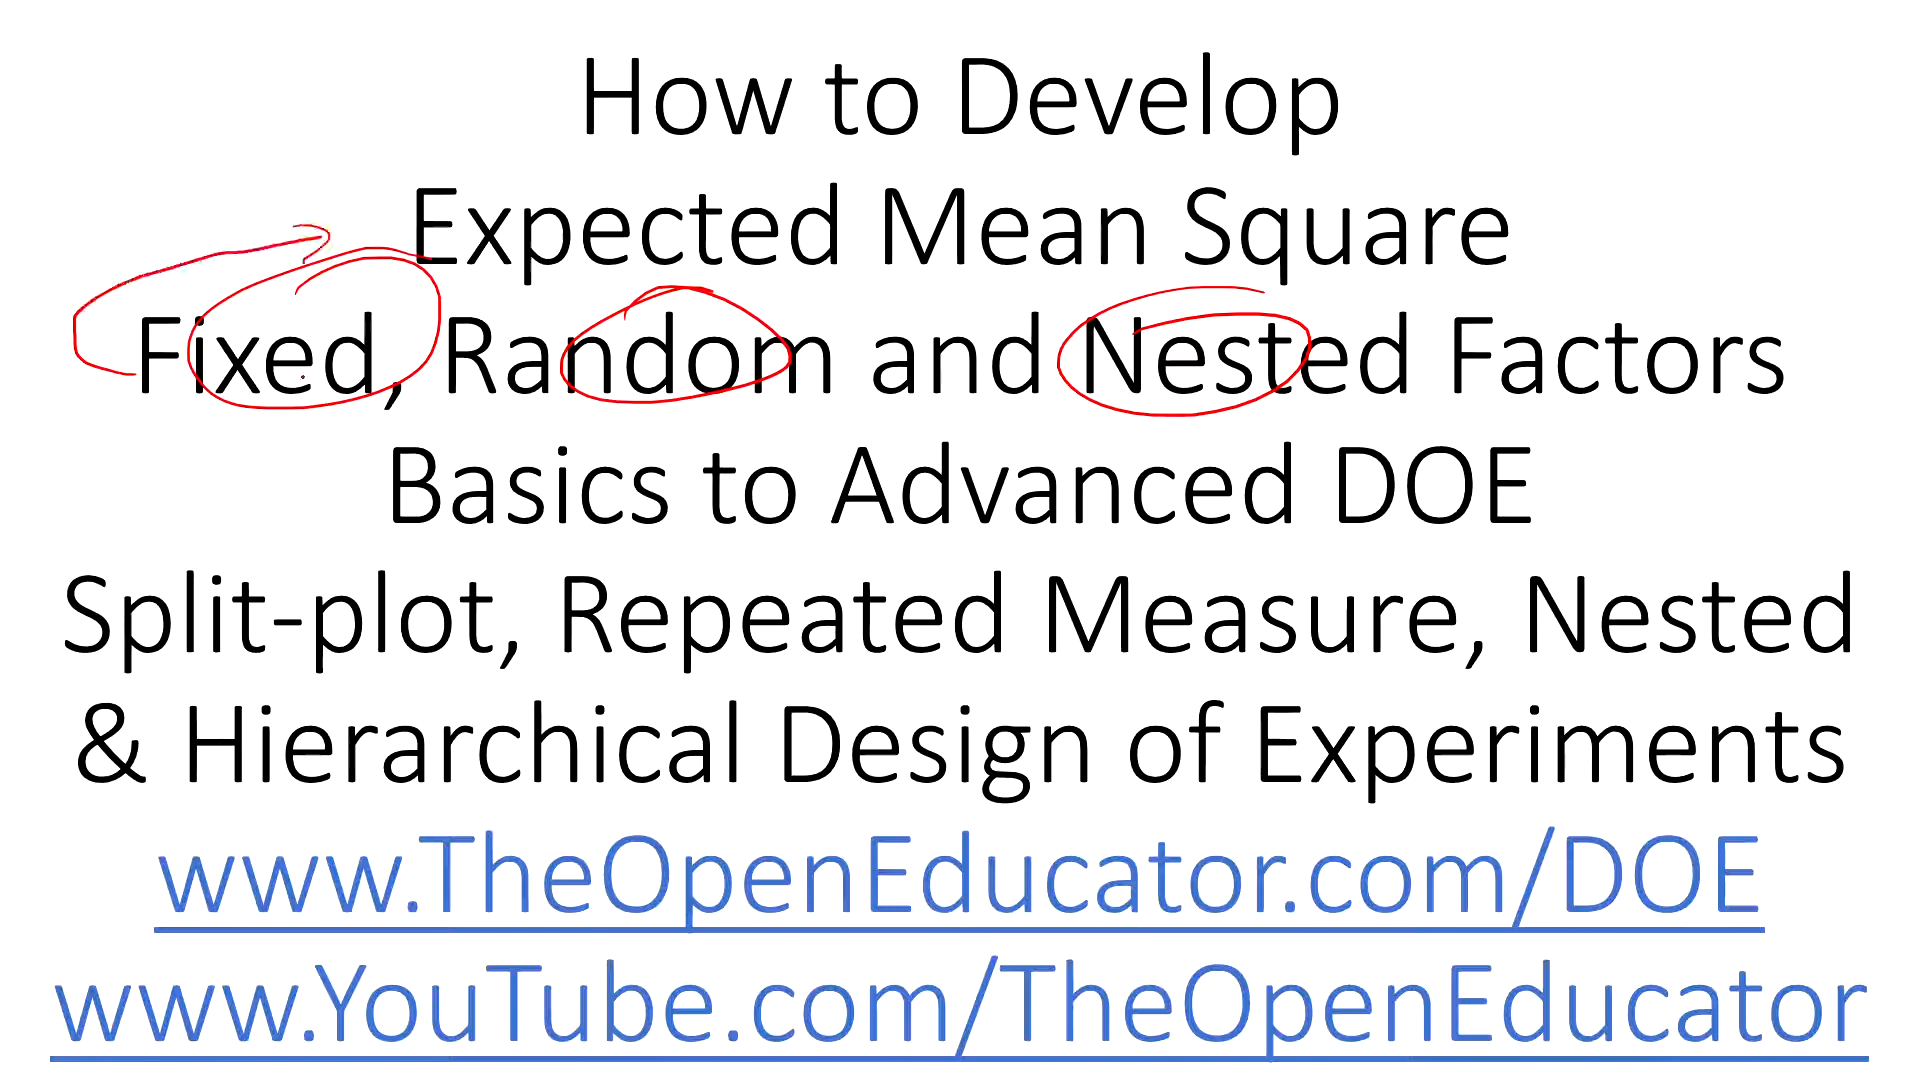 How to Develop
Expected Mean Square
Fixed, Random and Nested Factors
Basics to Advanced DOE
Split-plot, Repeated Measure, Nested
& Hierarchical Design of Experiments
www.TheOpenEducator.com/DOE
www.YouTube.com/TheOpenEducator